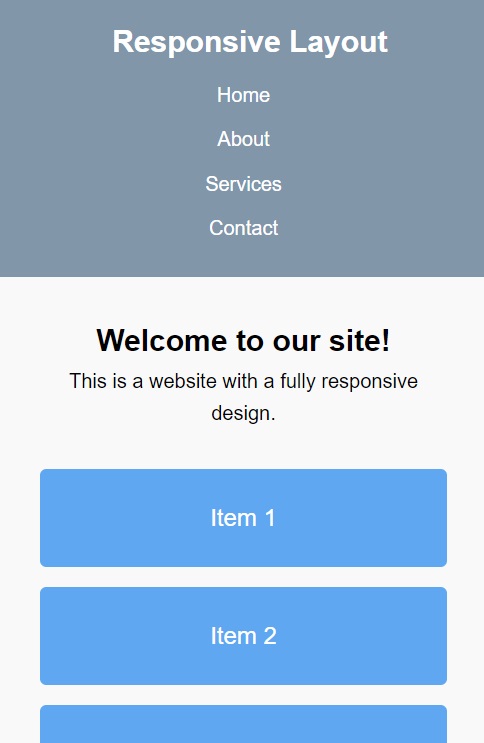 Responsive Layout
Home
About
Services
Contact
Welcome to our site!
This is a website with a fully responsive
design.
Item 1
Item 2